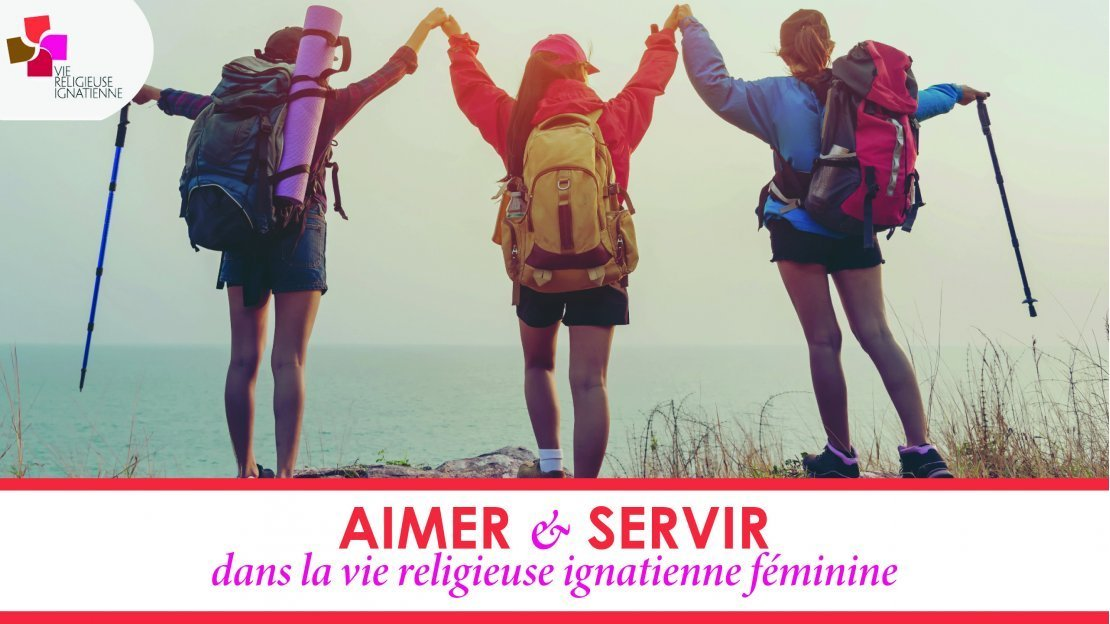 VIE
RELIGIEUSE
IGNATIENNE
AIMER & SERVIR
dans la vie religieuse ignatienne féminine